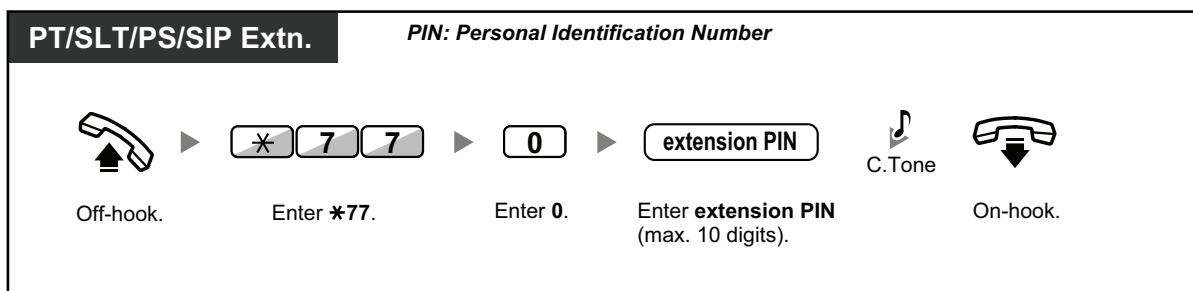 PT/SLT/PS/SIP Extn.
PIN: Personal Identification Number
* 7 7
0
extension PIN
C.Tone
Off-hook.
Enter *77.
Enter 0.
Enter extension PIN
(max. 10 digits).
On-hook.